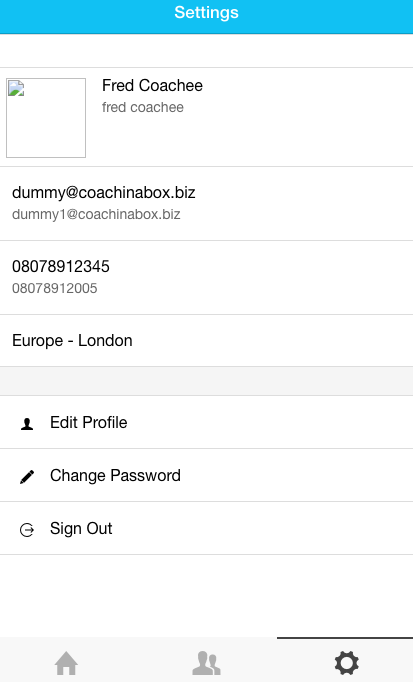 Settings
Fred Coachee
fred coachee
dummy@coachinabox.biz
dummy1@coachinabox.biz
08078912345
08078912005
Europe - London
Edit Profile
Change Password
Sign Out